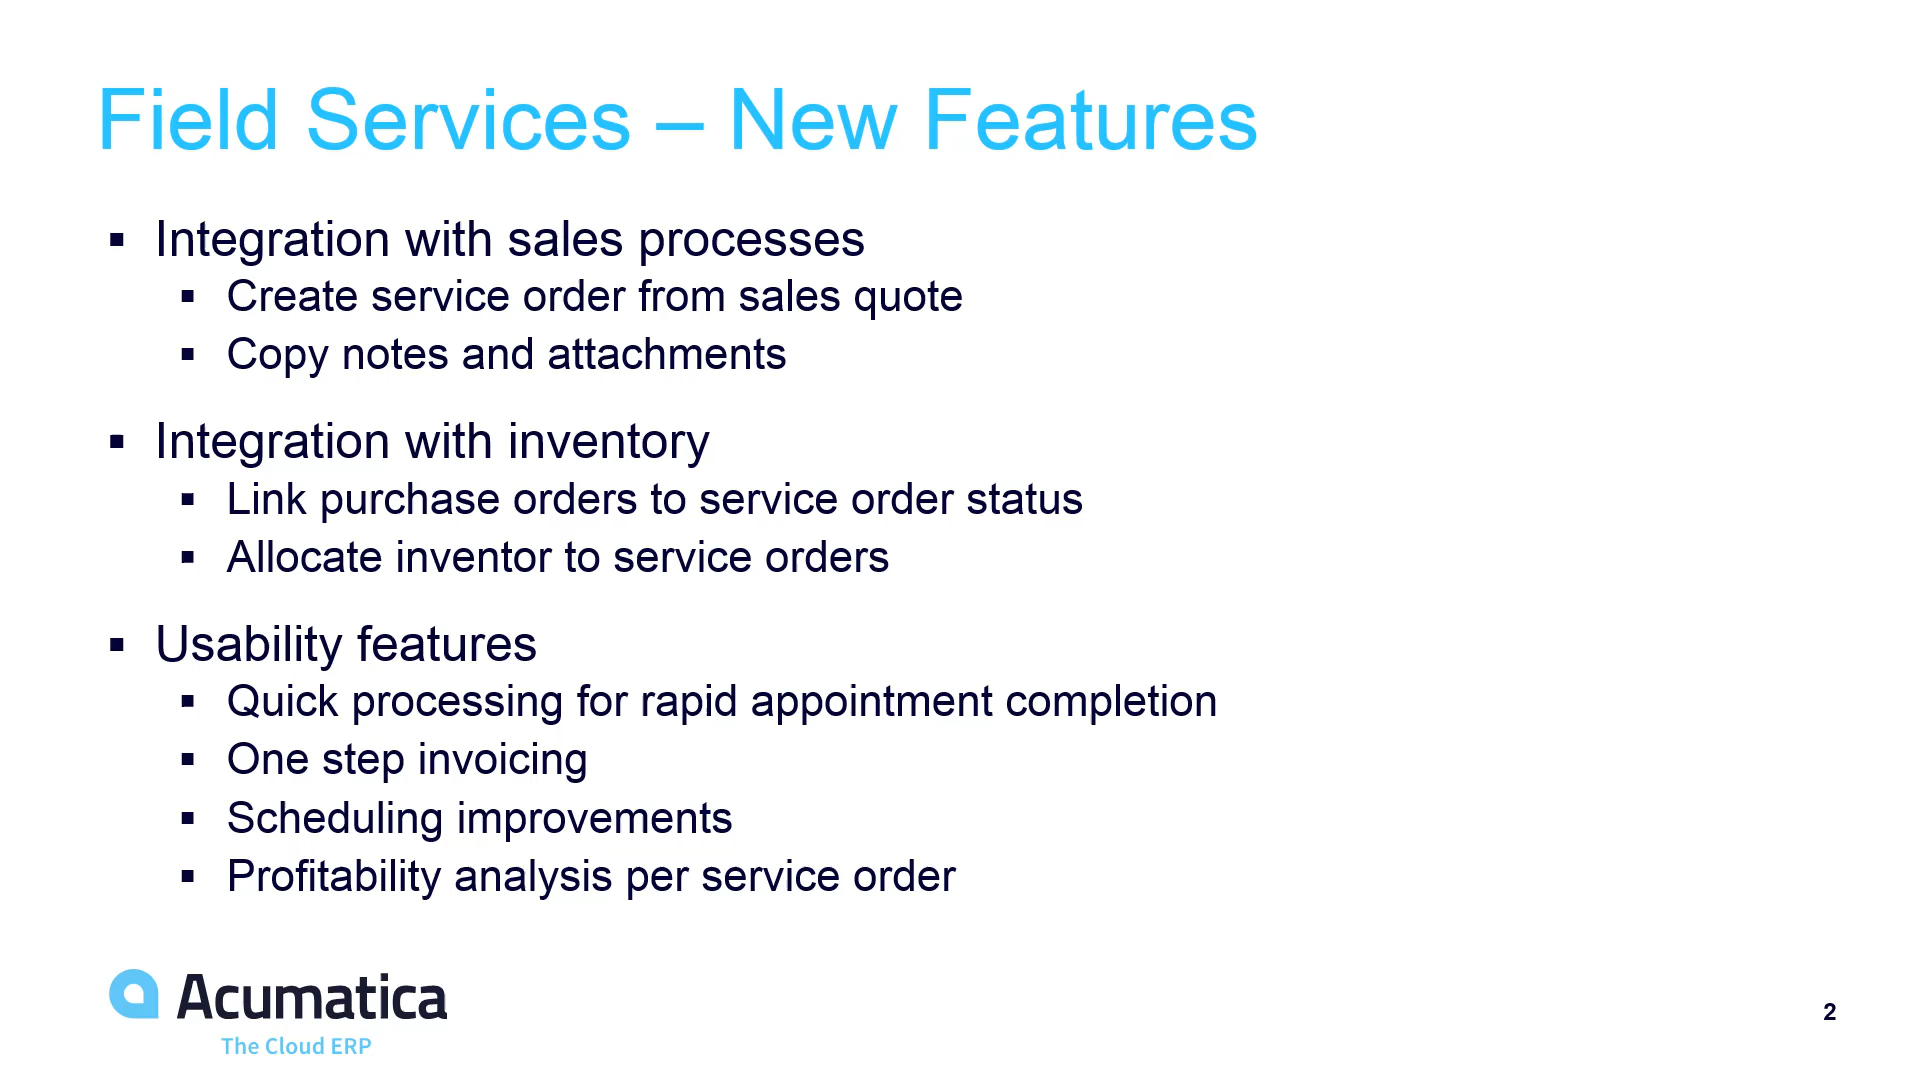 Field Services – New Features
▪ Integration with sales processes
▪ Create service order from sales quote
▪ Copy notes and attachments
▪ Integration with inventory
▪ Link purchase orders to service order status
▪ Allocate inventor to service orders
▪ Usability features
▪ Quick processing for rapid appointment completion
▪ One step invoicing
▪ Scheduling improvements
▪ Profitability analysis per service order
Acumatica
The Cloud ERP
2